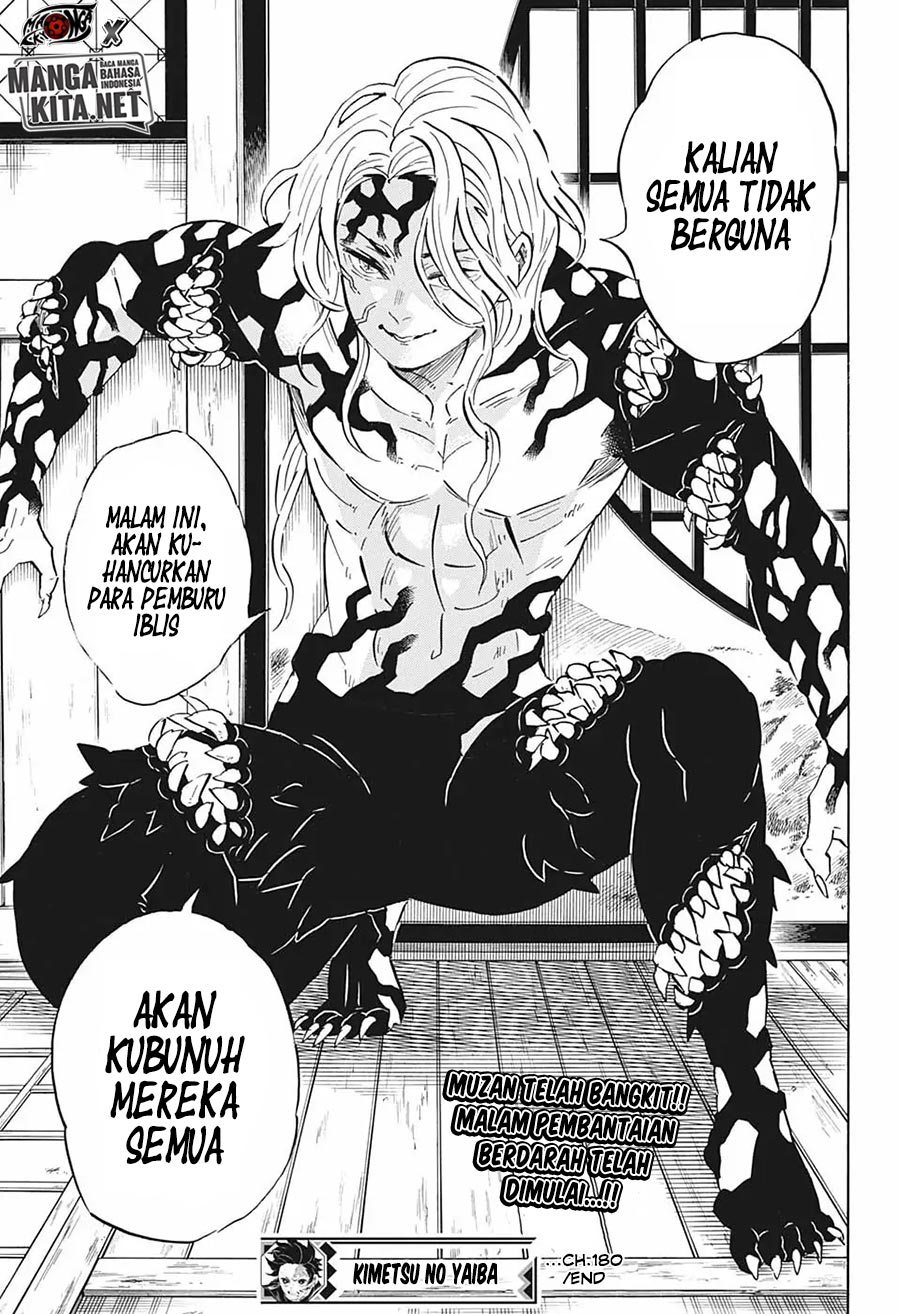 X
MANGA
BACA MANGA
BAHASA
INDONESIA
KITA.NET
KALIAN
SEMUA TIDAK
BERGUNA
MALAM INI,
AKAN KU-
HANCURKAN
PARA PEMBURU
IBLIS
AKAN
KUBUNUH
MEREKA
SEMUA
MUZAN TELAH BANGKIT!!
MALAM PEMBANTAIAN
BERDARAH TELAH
DIMULAI...!!
KIMETSU NO YAIBA
...CH:180
/END